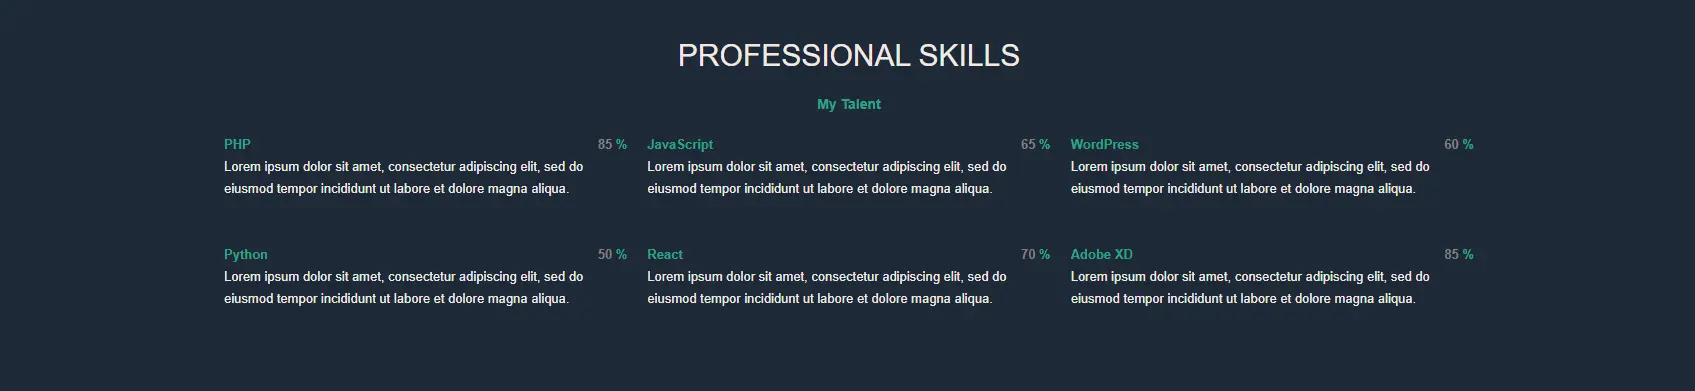 PROFESSIONAL SKILLS
My Talent
PHP 85 %
Lorem ipsum dolor sit amet, consectetur adipiscing elit, sed do
eiusmod tempor incididunt ut labore et dolore magna aliqua.
JavaScript 65 %
Lorem ipsum dolor sit amet, consectetur adipiscing elit, sed do
eiusmod tempor incididunt ut labore et dolore magna aliqua.
WordPress 60 %
Lorem ipsum dolor sit amet, consectetur adipiscing elit, sed do
eiusmod tempor incididunt ut labore et dolore magna aliqua.
Python 50 %
Lorem ipsum dolor sit amet, consectetur adipiscing elit, sed do
eiusmod tempor incididunt ut labore et dolore magna aliqua.
React 70 %
Lorem ipsum dolor sit amet, consectetur adipiscing elit, sed do
eiusmod tempor incididunt ut labore et dolore magna aliqua.
Adobe XD 85 %
Lorem ipsum dolor sit amet, consectetur adipiscing elit, sed do
eiusmod tempor incididunt ut labore et dolore magna aliqua.